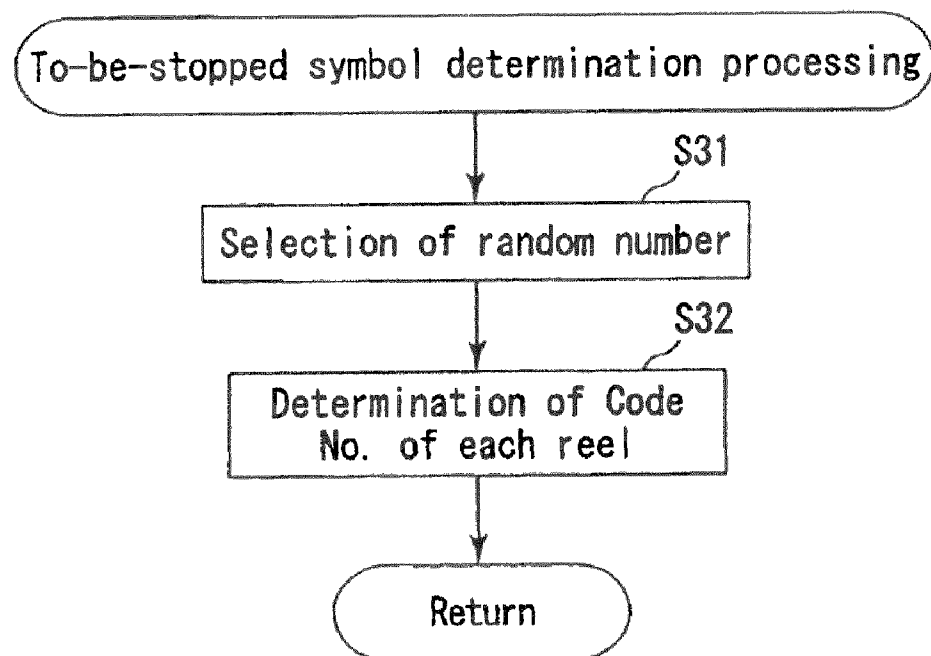 To-be-stopped symbol determination processing
S31
Selection of random number
S32
Determination of Code
No. of each reel
Return